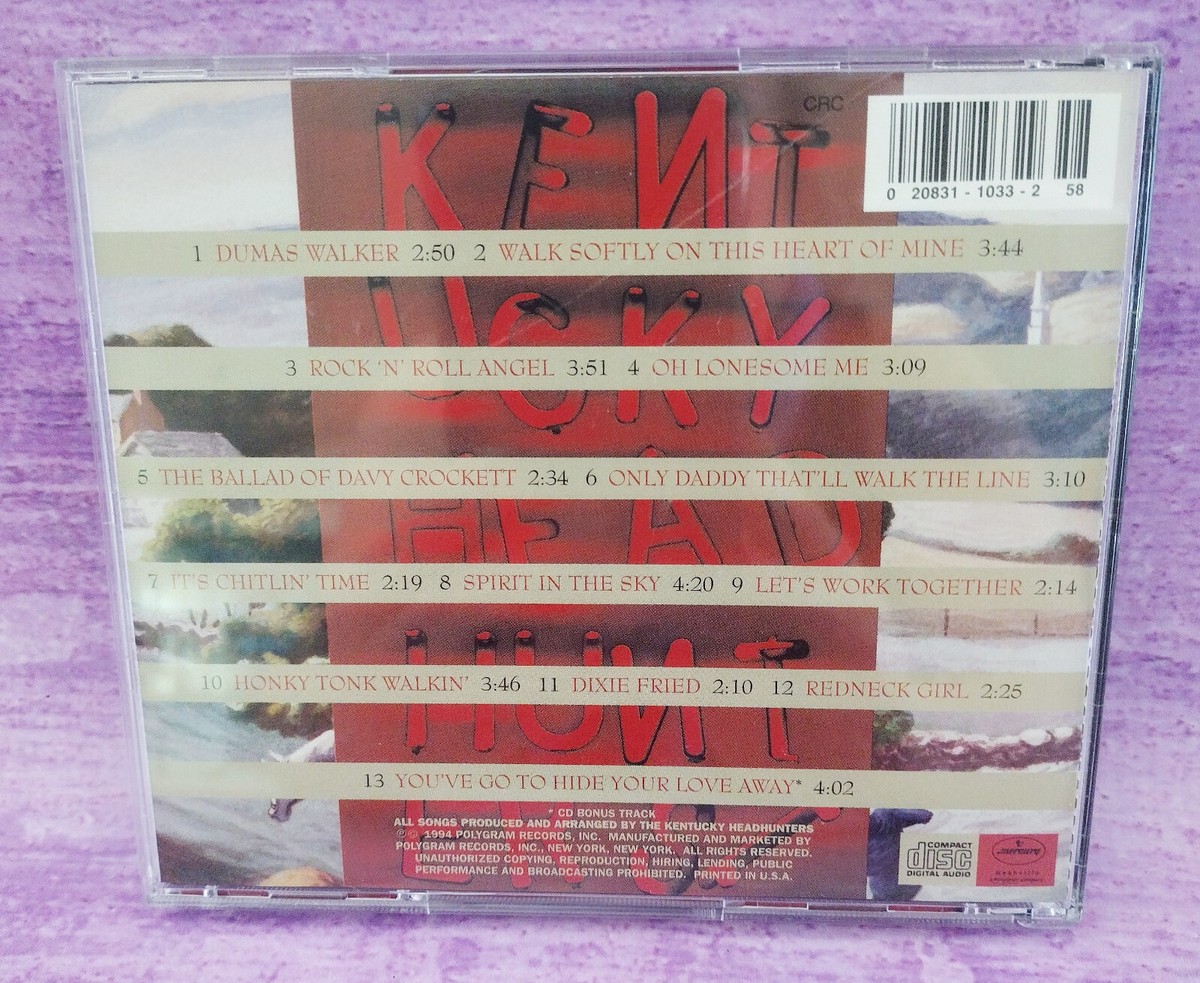 KENT
CRC
0 20831 - 1033 - 2 58
1 DUMAS WALKER 2:50 2 WALK SOFTLY ON THIS HEART OF MINE 3:44
UCKY
3 ROCK 'N' ROLL ANGEL 3:51 4 OH LONESOME ME 3:09
HEAD
5 THE BALLAD OF DAVY CROCKETT 2:34 6 ONLY DADDY THAT'LL WALK THE LINE 3:10
7 IT'S CHITLIN' TIME 2:19 8 SPIRIT IN THE SKY 4:20 9 LET'S WORK TOGETHER 2:14
HUNT
10 HONKY TONK WALKIN' 3:46 11 DIXIE FRIED 2:10 12 REDNECK GIRL 2:25
13 YOU'VE GO TO HIDE YOUR LOVE AWAY* 4:02
* CD BONUS TRACK
ALL SONGS PRODUCED AND ARRANGED BY THE KENTUCKY HEADHUNTERS
℗ © 1994 POLYGRAM RECORDS, INC. MANUFACTURED AND MARKETED BY
POLYGRAM RECORDS, INC., NEW YORK, NEW YORK. ALL RIGHTS RESERVED.
UNAUTHORIZED COPYING, REPRODUCTION, HIRING, LENDING, PUBLIC
PERFORMANCE AND BROADCASTING PROHIBITED. PRINTED IN U.S.A.
COMPACT
disc
DIGITAL AUDIO
mercury
Nashville